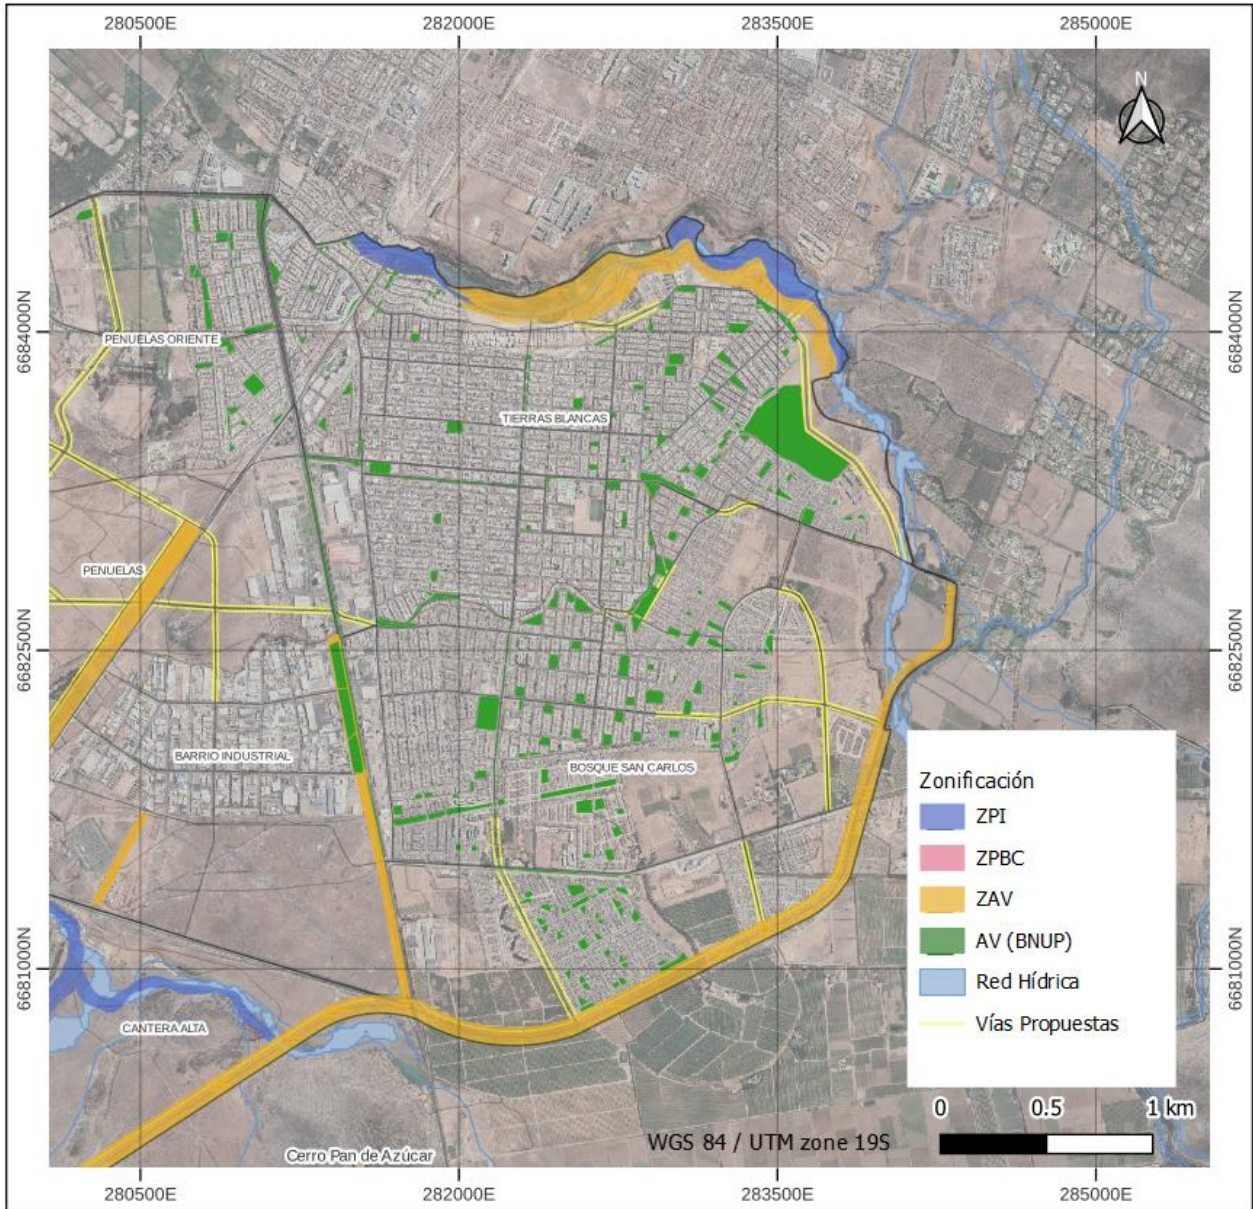 280500E
282000E
283500E
285000E
N
6684000N
6684000N
PENUELAS ORIENTE
TIERRAS BLANCAS
PENUELAS
6682500N
6682500N
BARRIO INDUSTRIAL
BOSQUE SAN CARLOS
Zonificación
ZPI
ZPBC
ZAV
AV (BNUP)
Red Hídrica
Vías Propuestas
6681000N
6681000N
CANTERA ALTA
0
0.5
1 km
WGS 84 / UTM zone 19S
Cerro Pan de Azúcar
280500E
282000E
283500E
285000E